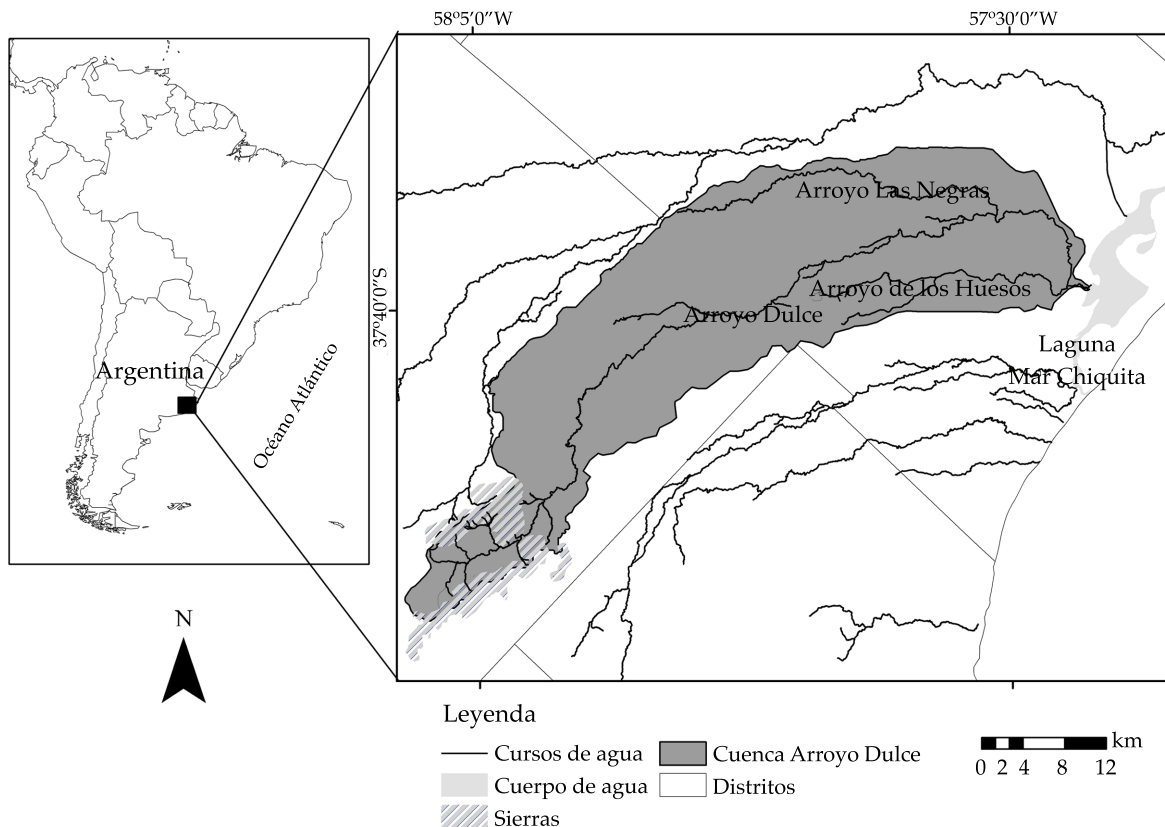 58º5′0″W
57º30′0″W
37º40′0″S
Argentina
Océano Atlántico
Arroyo Las Negras
Arroyo de los Huesos
Arroyo Dulce
Laguna
Mar Chiquita
N
Leyenda
Cursos de agua
Cuenca Arroyo Dulce
Cuerpo de agua
Distritos
Sierras
km
0 2 4 8 12